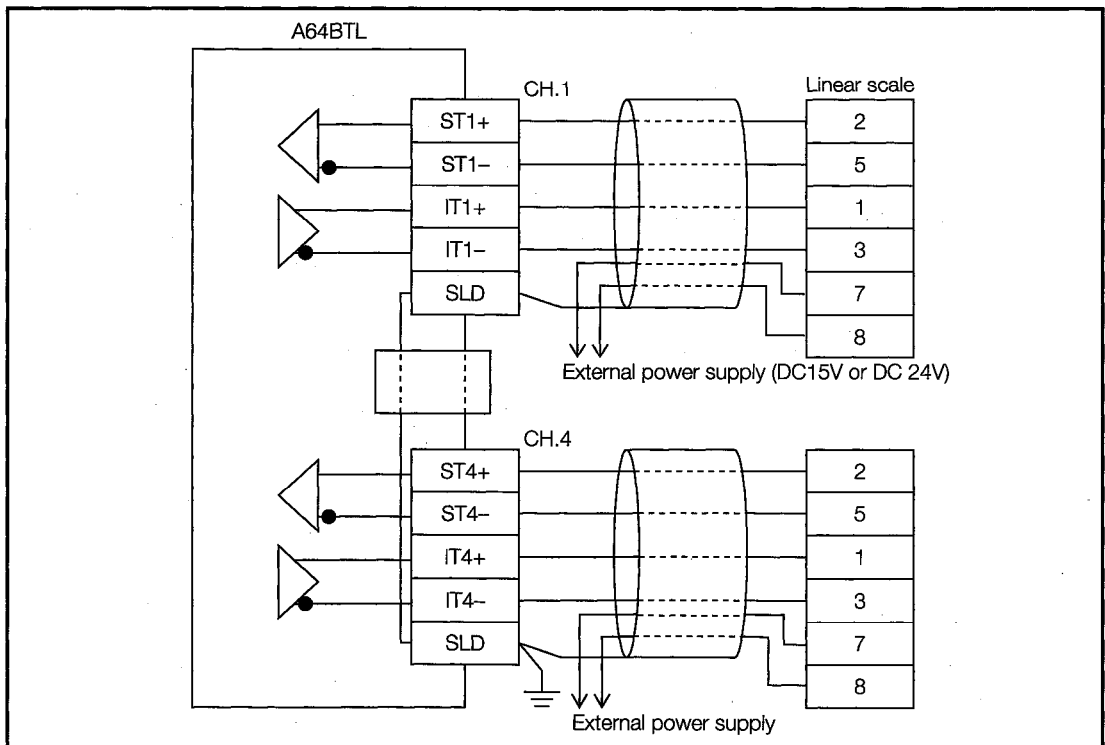 A64BTL
CH.1
Linear scale
ST1+
2
ST1−
5
IT1+
1
IT1−
3
SLD
7
8
External power supply (DC15V or DC 24V)
CH.4
ST4+
2
ST4−
5
IT4+
1
IT4−
3
SLD
7
8
External power supply